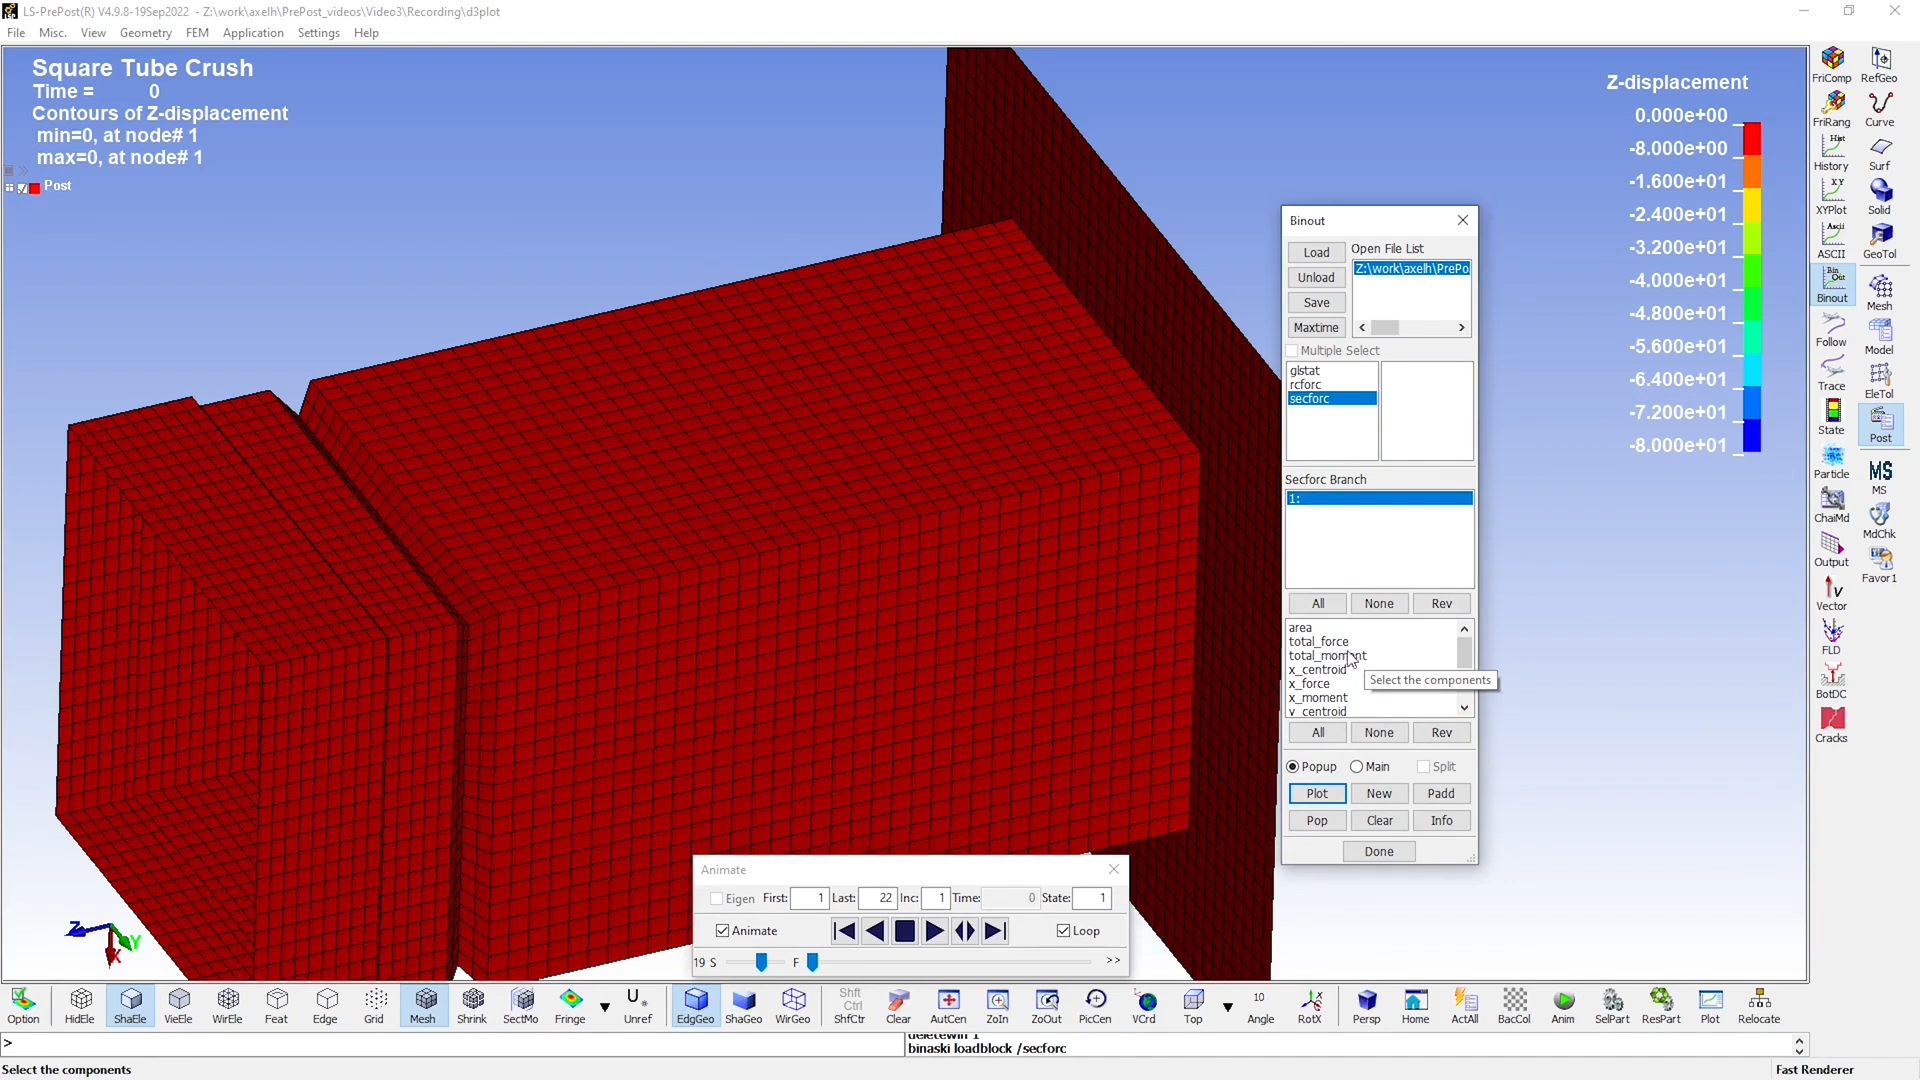 LS-PrePost(R) V4.9.8-19Sep2022 - Z:\work\axelh\PrePost_videos\Video3\Recording\d3plot
File Misc. View Geometry FEM Application Settings Help
Square Tube Crush
Time = 0
Contours of Z-displacement
min=0, at node# 1
max=0, at node# 1
Post
Z-displacement
0.000e+00
-8.000e+00
-1.600e+01
-2.400e+01
-3.200e+01
-4.000e+01
-4.800e+01
-5.600e+01
-6.400e+01
-7.200e+01
-8.000e+01
Binout
Load Open File List
Unload Z:\work\axelh\PrePo
Save
Maxtime
Multiple Select
glstat
rcforc
secforc
Secforc Branch
1:
All None Rev
area
total_force
total_moment
x_centroid
x_force
x_moment
y_centroid
Select the components
All None Rev
Popup Main Split
Plot New Padd
Pop Clear Info
Done
Animate
Eigen First: 1 Last: 22 Inc: 1 Time: 0 State: 1
Animate Loop
19 S F >>
Z Y X
FriComp RefGeo
FriRang Curve
Hist
History Surf
X Y
XYPlot Solid
Ascii
ASCII GeoTol
Bin Out
Binout Mesh
Follow Model
Trace EleTol
State Post
MS
Particle MS
ChaiMd MdChk
Output Favor1
V
Vector
FLD
BotDC
Cracks
U Shft Ctrl 10
Option HidEle ShaEle VieEle WirEle Feat Edge Grid Mesh Shrink SectMo Fringe Unref EdgGeo ShaGeo WirGeo ShfCtr Clear AutCen ZoIn ZoOut PicCen VCrd Top Angle RotX Persp Home ActAll BacCol Anim SelPart ResPart Plot Relocate
>
deletewin 1
binaski loadblock /secforc
Select the components
Fast Renderer